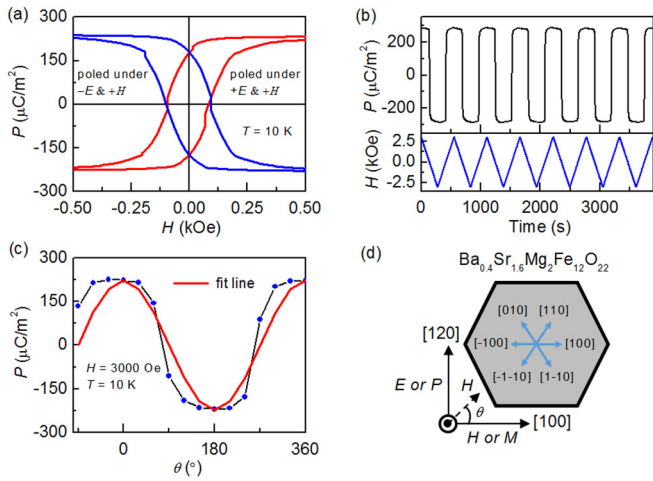 (a)
300
150
0
-150
-300
P (μC/m²)
poled under
−E & +H
poled under
+E & +H
T = 10 K
-0.50 -0.25 0.00 0.25 0.50
H (kOe)
(b)
200
0
-200
P (μC/m²)
2.5
0.0
-2.5
H (kOe)
0 1000 2000 3000
Time (s)
(c)
300
150
0
-150
-300
P (μC/m²)
fit line
H = 3000 Oe
T = 10 K
0 180 360
θ (°)
(d)
Ba0.4Sr1.6Mg2Fe12O22
[010] [110]
[-100] [100]
[-1-10] [1-10]
[120]
E or P
H
θ
[100]
H or M